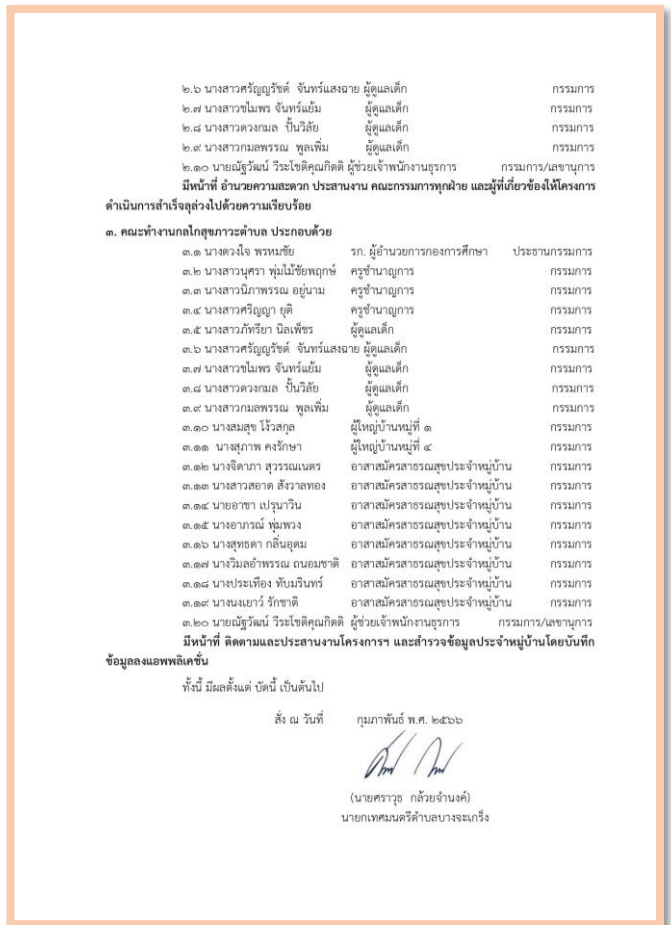 ๒.๖ นางสาวศรัญญรัชต์ จันทร์แสงฉาย ผู้ดูแลเด็ก กรรมการ
๒.๗ นางสาวชไมพร จันทร์แย้ม ผู้ดูแลเด็ก กรรมการ
๒.๘ นางสาวดวงกมล ปั้นวิลัย ผู้ดูแลเด็ก กรรมการ
๒.๙ นางสาวกมลพรรณ พูลเพิ่ม ผู้ดูแลเด็ก กรรมการ
๒.๑๐ นายณัฐวัฒน์ วีระโชติคุณกิตติ ผู้ช่วยเจ้าพนักงานธุรการ กรรมการ/เลขานุการ
มีหน้าที่ อำนวยความสะดวก ประสานงาน คณะกรรมการทุกฝ่าย และผู้ที่เกี่ยวข้องให้โครงการ
ดำเนินการสำเร็จลุล่วงไปด้วยความเรียบร้อย
๓. คณะทำงานกลไกสุขภาวะตำบล ประกอบด้วย
๓.๑ นางดวงใจ พรหมชัย รก. ผู้อำนวยการกองการศึกษา ประธานกรรมการ
๓.๒ นางสาวนุศรา พุ่มไม้ชัยพฤกษ์ ครูชำนาญการ กรรมการ
๓.๓ นางสาวนิภาพรรณ อยู่นาม ครูชำนาญการ กรรมการ
๓.๔ นางสาวศริญญา ยุติ ครูชำนาญการ กรรมการ
๓.๕ นางสาวภัทรียา นิลเพ็ชร ผู้ดูแลเด็ก กรรมการ
๓.๖ นางสาวศรัญญรัชต์ จันทร์แสงฉาย ผู้ดูแลเด็ก กรรมการ
๓.๗ นางสาวชไมพร จันทร์แย้ม ผู้ดูแลเด็ก กรรมการ
๓.๘ นางสาวดวงกมล ปั้นวิลัย ผู้ดูแลเด็ก กรรมการ
๓.๙ นางสาวกมลพรรณ พูลเพิ่ม ผู้ดูแลเด็ก กรรมการ
๓.๑๐ นางสมสุข โง้วสกุล ผู้ใหญ่บ้านหมู่ที่ ๑ กรรมการ
๓.๑๑ นางสุภาพ คงรักษา ผู้ใหญ่บ้านหมู่ที่ ๔ กรรมการ
๓.๑๒ นางจิดาภา สุวรรณเนตร อาสาสมัครสาธรณสุขประจำหมู่บ้าน กรรมการ
๓.๑๓ นางสาวสอาด สังวาลทอง อาสาสมัครสาธรณสุขประจำหมู่บ้าน กรรมการ
๓.๑๔ นายอาชา เปรุนาวิน อาสาสมัครสาธรณสุขประจำหมู่บ้าน กรรมการ
๓.๑๕ นางอาภรณ์ พุ่มพวง อาสาสมัครสาธรณสุขประจำหมู่บ้าน กรรมการ
๓.๑๖ นางสุทธดา กลิ่นอุดม อาสาสมัครสาธรณสุขประจำหมู่บ้าน กรรมการ
๓.๑๗ นางวิมลอำพรรณ ถนอมชาติ อาสาสมัครสาธรณสุขประจำหมู่บ้าน กรรมการ
๓.๑๘ นางประเทือง ทับมรินทร์ อาสาสมัครสาธรณสุขประจำหมู่บ้าน กรรมการ
๓.๑๙ นางนงเยาว์ รักชาติ อาสาสมัครสาธรณสุขประจำหมู่บ้าน กรรมการ
๓.๒๐ นายณัฐวัฒน์ วีระโชติคุณกิตติ ผู้ช่วยเจ้าพนักงานธุรการ กรรมการ/เลขานุการ
มีหน้าที่ ติดตามและประสานงานโครงการฯ และสำรวจข้อมูลประจำหมู่บ้านโดยบันทึก
ข้อมูลลงแอพพลิเคชั่น
ทั้งนี้ มีผลตั้งแต่ บัดนี้ เป็นต้นไป
สั่ง ณ วันที่ กุมภาพันธ์ พ.ศ. ๒๕๖๖
(นายศราวุธ กล้วยจำนงค์)
นายกเทศมนตรีตำบลบางจะเกร็ง